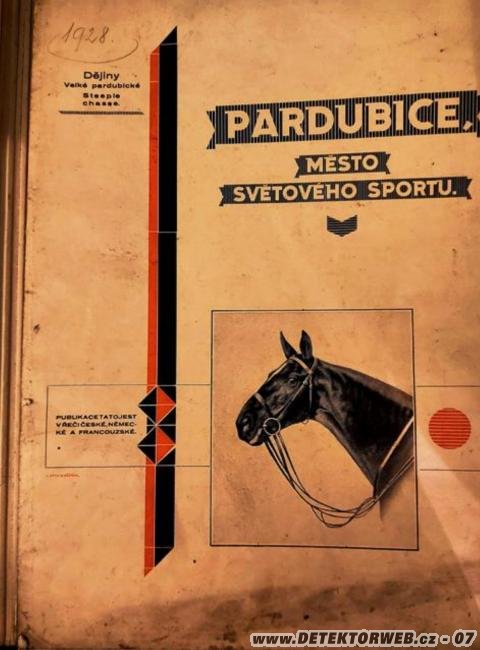 1928.
Dějiny
Velké pardubické
Steeple
chasse.
PARDUBICE,
MĚSTO
SVĚTOVÉHO SPORTU.
PUBLIKACE TATO JEST
V ŘEČI ČESKÉ, NĚMEC-
KÉ A FRANCOUZSKÉ.
www.DETEKTORWEB.cz - 07